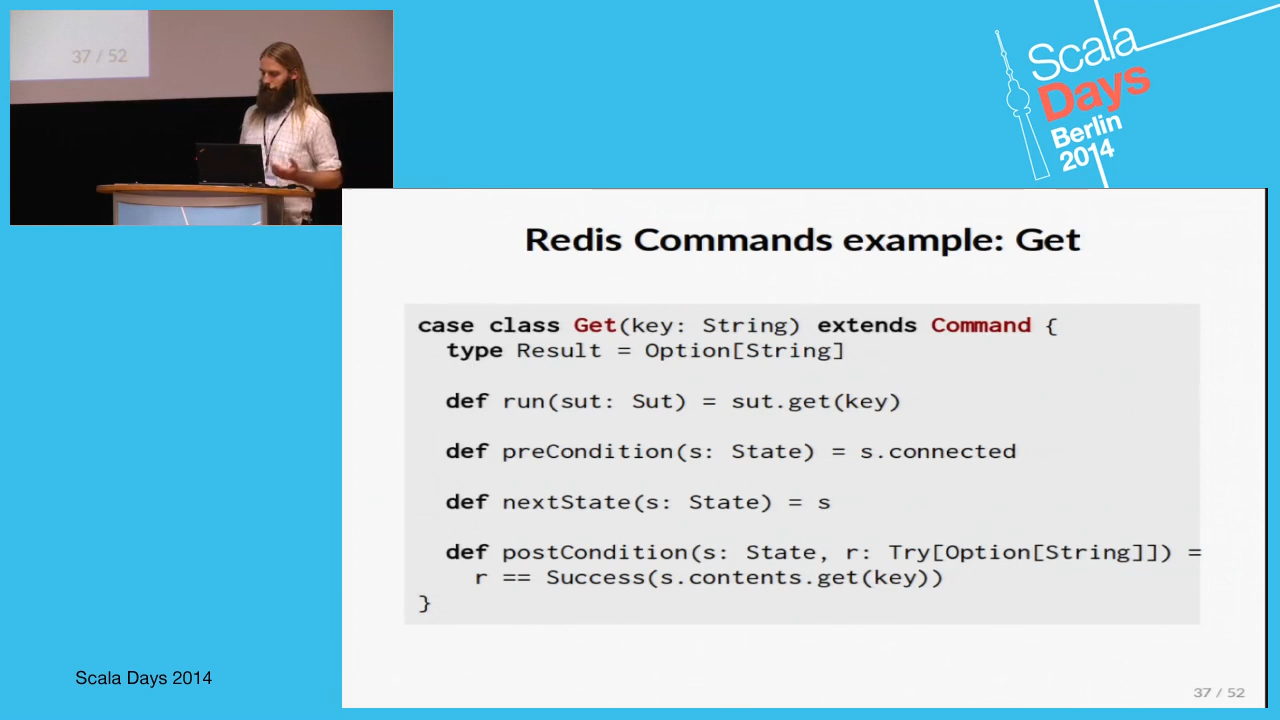 37 / 52
Scala
Days
Berlin
2014
Redis Commands example: Get
case class Get(key: String) extends Command {
type Result = Option[String]
def run(sut: Sut) = sut.get(key)
def preCondition(s: State) = s.connected
def nextState(s: State) = s
def postCondition(s: State, r: Try[Option[String]]) =
r == Success(s.contents.get(key))
}
Scala Days 2014
37 / 52